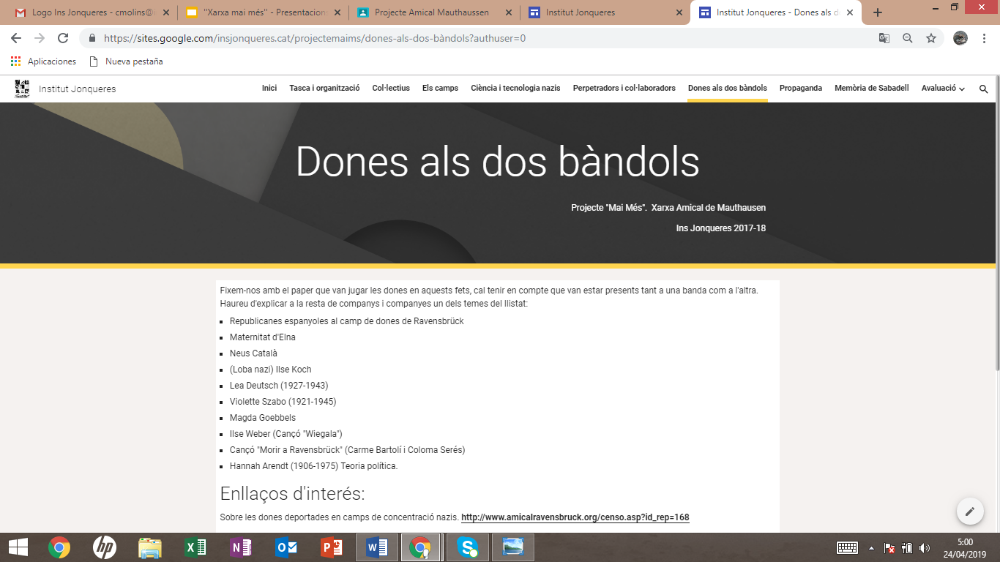 Logo Ins Jonqueres - cmolins@
"Xarxa mai més" - Presentacion
Projecte Amical Mauthaussen
Institut Jonqueres
Institut Jonqueres - Dones als d
https://sites.google.com/insjonqueres.cat/projectemaims/dones-als-dos-bàndols?authuser=0
Aplicaciones
Nueva pestaña
Institut Jonqueres
Inici
Tasca i organització
Col·lectius
Els camps
Ciència i tecnologia nazis
Perpetradors i col·laboradors
Dones als dos bàndols
Propaganda
Memòria de Sabadell
Avaluació
Dones als dos bàndols
Projecte "Mai Més".  Xarxa Amical de Mauthausen
Ins Jonqueres 2017-18
Fixem-nos amb el paper que van jugar les dones en aquests fets, cal tenir en compte que van estar presents tant a una banda com a l'altra.
Haureu d'explicar a la resta de companys i companyes un dels temes del llistat:
Republicanes espanyoles al camp de dones de Ravensbrück
Maternitat d'Elna
Neus Català
(Loba nazi) Ilse Koch
Lea Deutsch (1927-1943)
Violette Szabo (1921-1945)
Magda Goebbels
Ilse Weber (Cançó "Wiegala")
Cançó "Morir a Ravensbrück" (Carme Bartolí i Coloma Serés)
Hannah Arendt (1906-1975) Teoria política.
Enllaços d'interés:
Sobre les dones deportades en camps de concentració nazis. http://www.amicalravensbruck.org/censo.asp?id_rep=168
5:00
24/04/2019